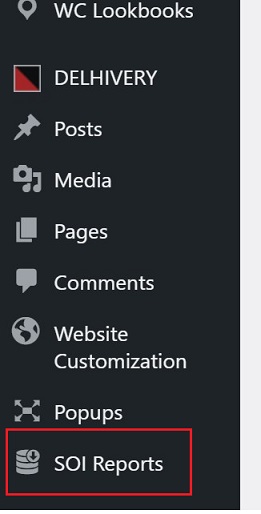 WC Lookbooks
DELHIVERY
Posts
Media
Pages
Comments
Website
Customization
Popups
SOI Reports